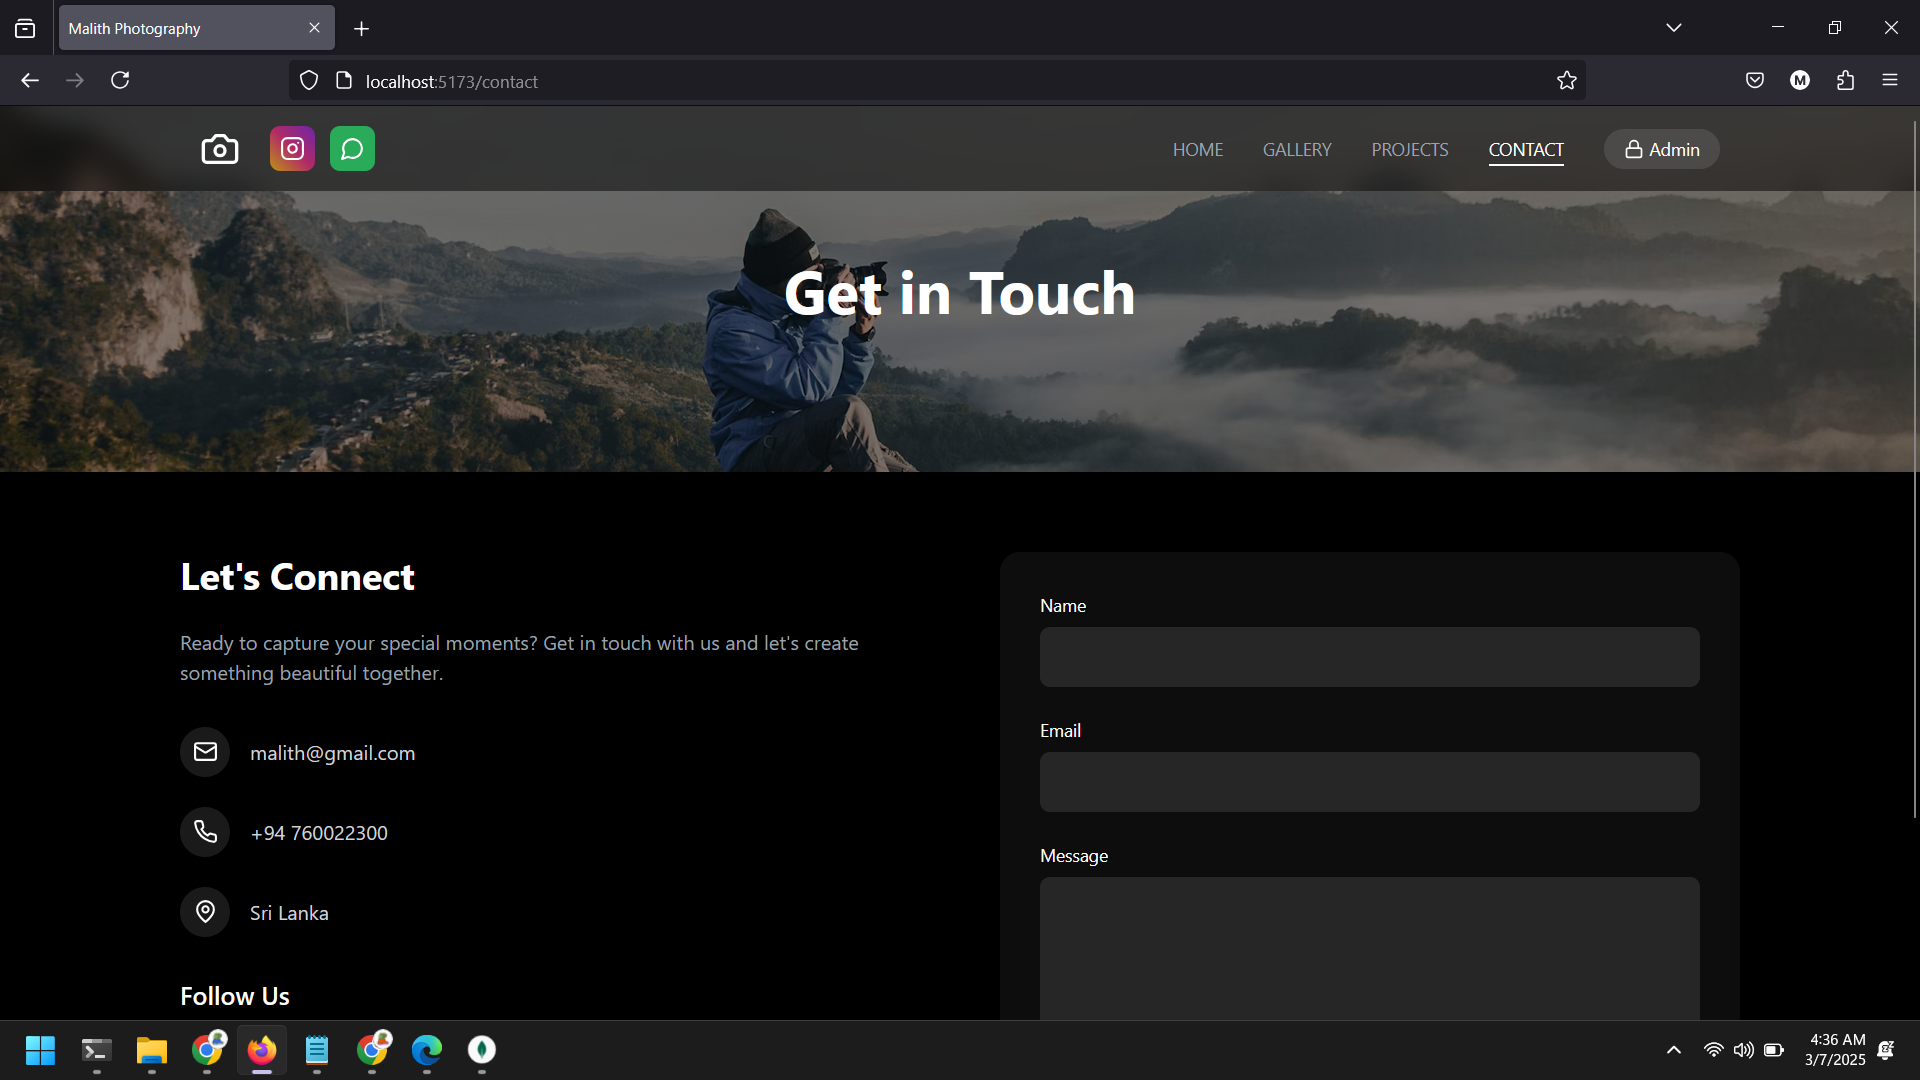 Malith Photography
localhost:5173/contact
M
HOME
GALLERY
PROJECTS
CONTACT
Admin
Get in Touch
Let's Connect
Ready to capture your special moments? Get in touch with us and let's create
something beautiful together.
malith@gmail.com
+94 760022300
Sri Lanka
Follow Us
Name
Email
Message
4:36 AM
3/7/2025